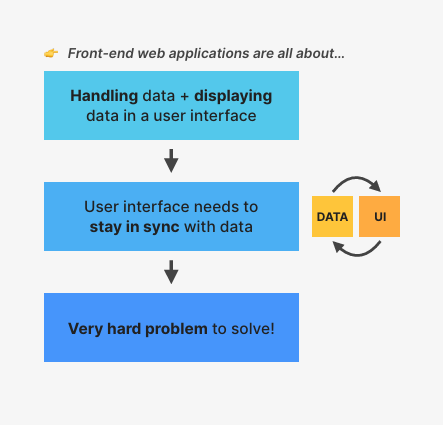 👉 Front-end web applications are all about…
Handling data + displaying
data in a user interface
User interface needs to
stay in sync with data
DATA
UI
Very hard problem to solve!